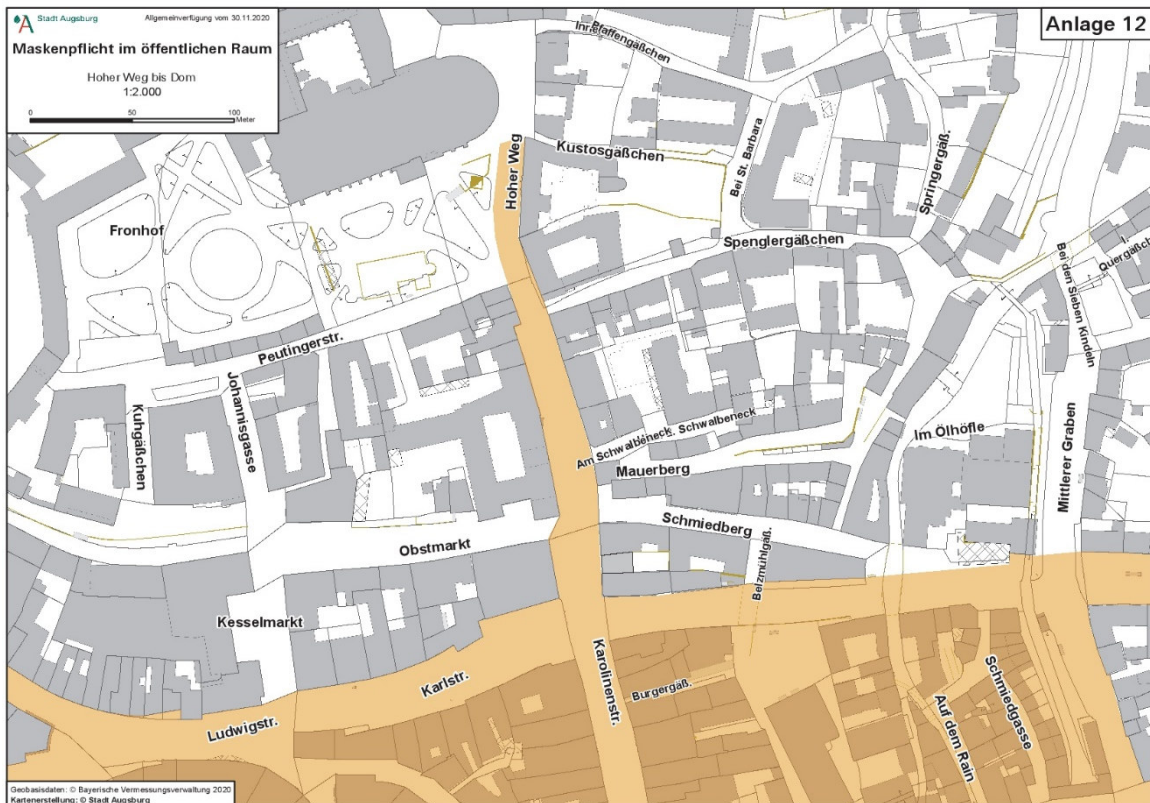 Stadt Augsburg
Allgemeinverfügung vom 30.11.2020
Maskenpflicht im öffentlichen Raum
Hoher Weg bis Dom
1:2.000
0 50 100
Meter
Anlage 12
Pfaffengäßchen
Hoher Weg
Kustosgäßchen
Bei St. Barbara
Springergäß.
Fronhof
Spenglergäßchen
Bei den Sieben Kindeln
Peutingerstr.
Kuhgäßchen
Johannisgasse
Am Schwalbeneck
Schwalbeneck
Im Ölhöfle
Mauerberg
Mittlerer Graben
Schmiedberg
Obstmarkt
Belzmühlgäß.
Kesselmarkt
Karlstr.
Karolinenstr.
Burgergäß.
Schmiedgasse
Ludwigstr.
Auf dem Rain
Geobasisdaten: © Bayerische Vermessungsverwaltung 2020
Kartenerstellung: © Stadt Augsburg